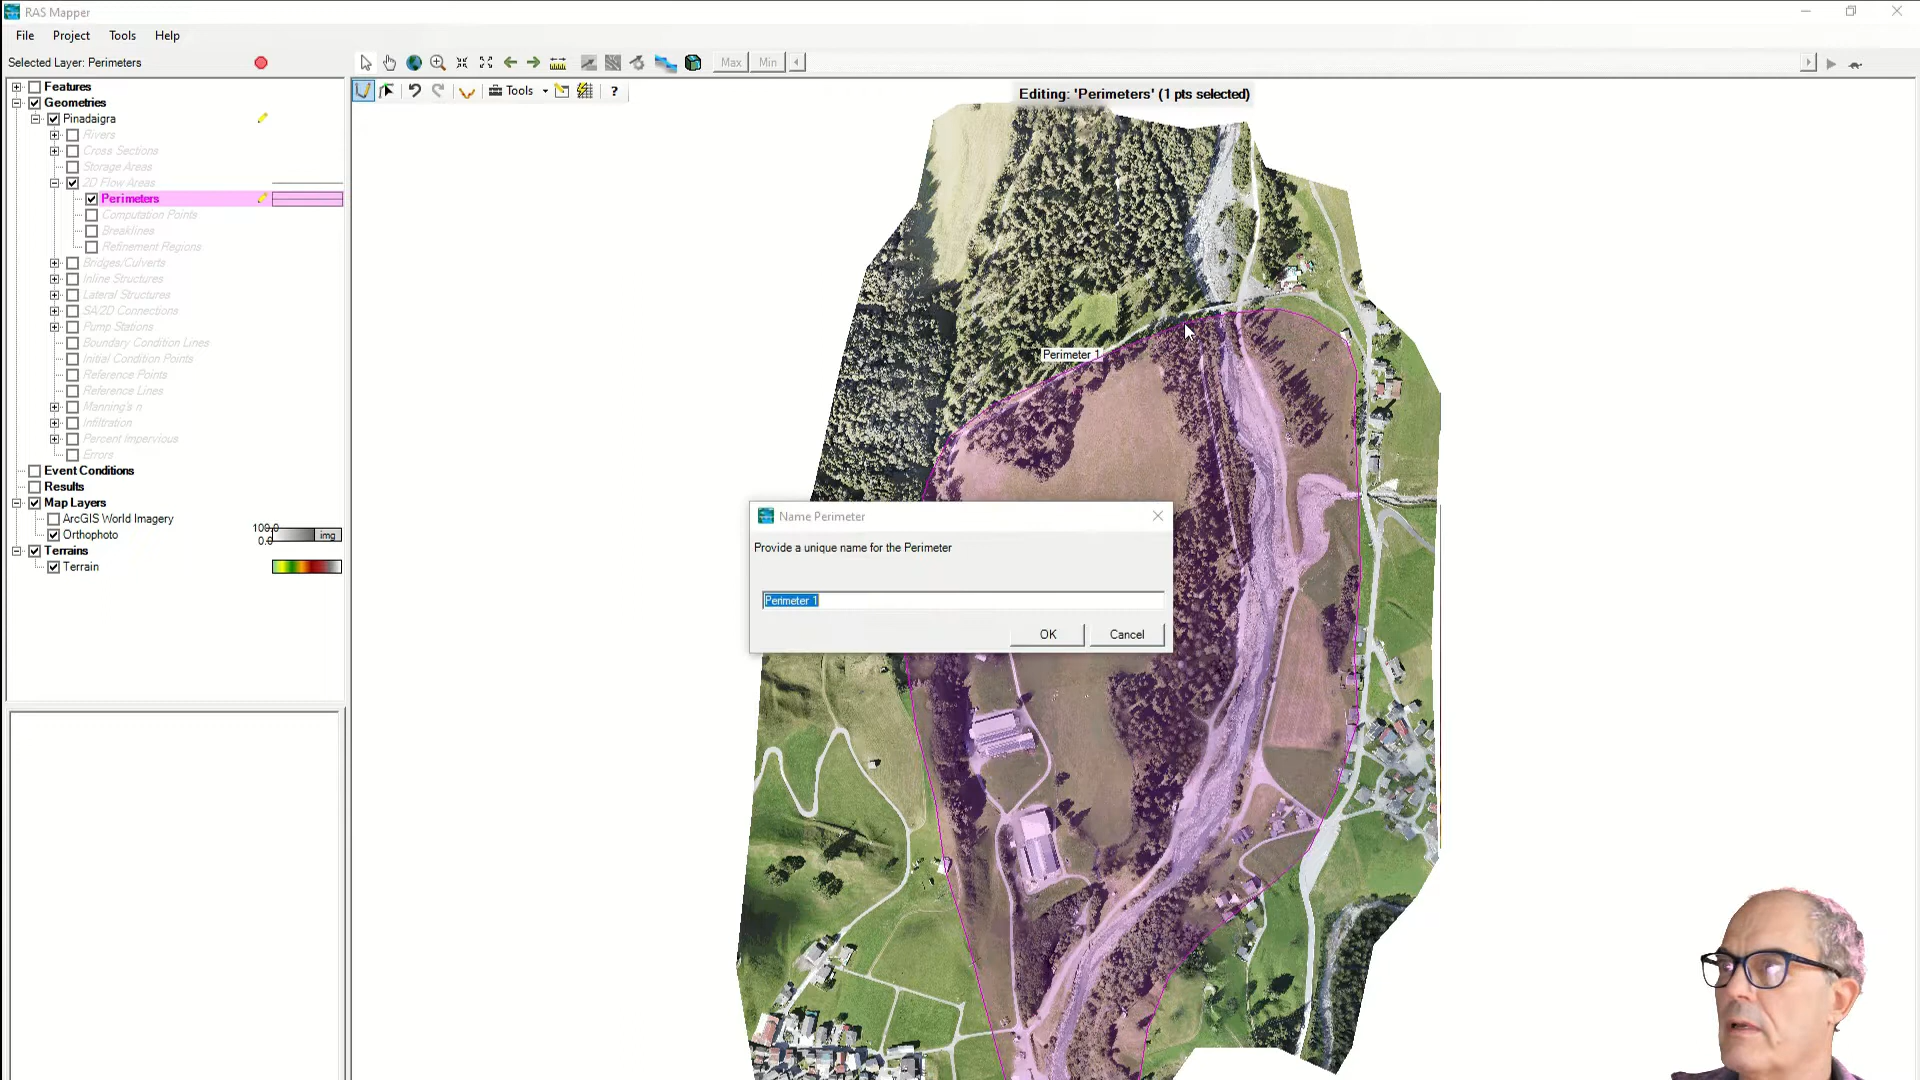 RAS Mapper
File Project Tools Help
Selected Layer: Perimeters
Max Min
Tools
?
Features
Geometries
Pinadaigra
Rivers
Cross Sections
Storage Areas
2D Flow Areas
Perimeters
Computation Points
Breaklines
Refinement Regions
Bridges/Culverts
Inline Structures
Lateral Structures
SA/2D Connections
Pump Stations
Boundary Condition Lines
Initial Condition Points
Reference Points
Reference Lines
Manning's n
Infiltration
Percent Impervious
Errors
Event Conditions
Results
Map Layers
ArcGIS World Imagery
Orthophoto
100.0
0.0
img
Terrains
Terrain
Editing: 'Perimeters' (1 pts selected)
Perimeter 1
Name Perimeter
Provide a unique name for the Perimeter
Perimeter 1
OK Cancel